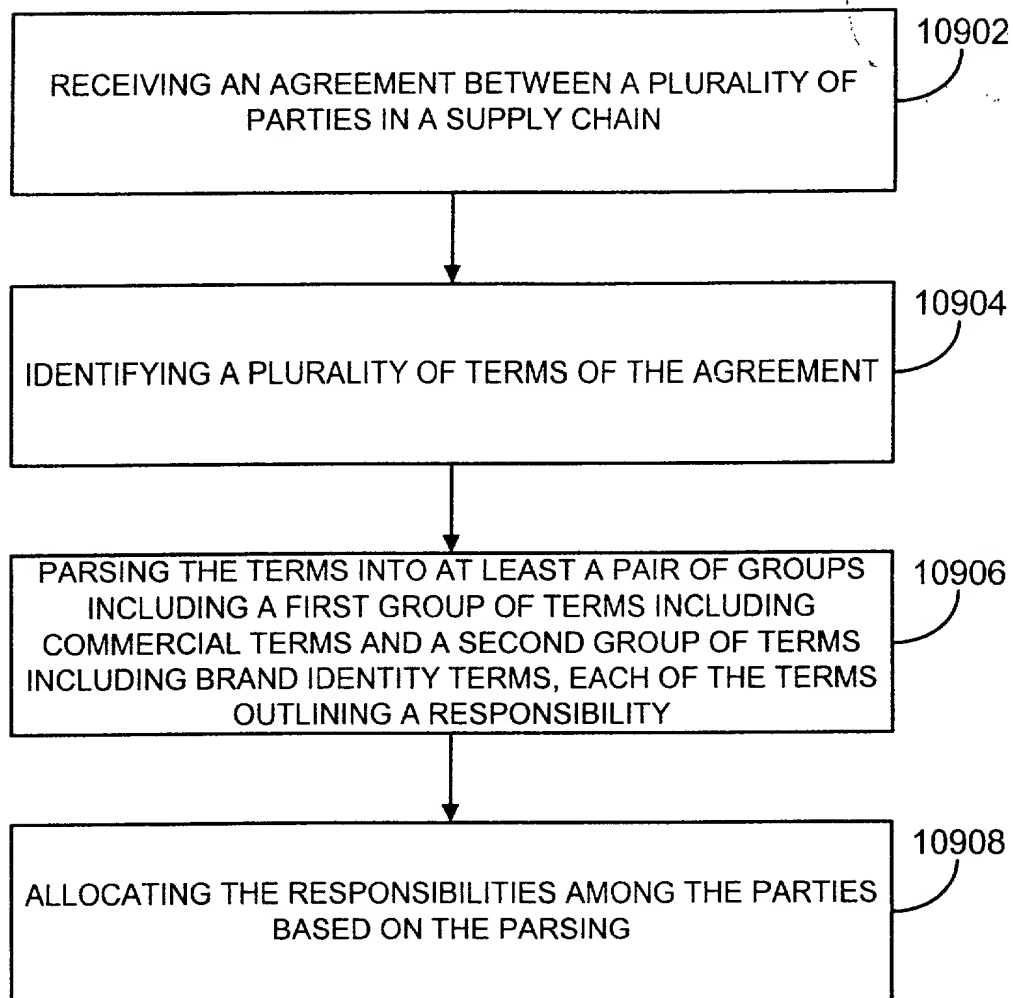 10902
RECEIVING AN AGREEMENT BETWEEN A PLURALITY OF
PARTIES IN A SUPPLY CHAIN
10904
IDENTIFYING A PLURALITY OF TERMS OF THE AGREEMENT
10906
PARSING THE TERMS INTO AT LEAST A PAIR OF GROUPS
INCLUDING A FIRST GROUP OF TERMS INCLUDING
COMMERCIAL TERMS AND A SECOND GROUP OF TERMS
INCLUDING BRAND IDENTITY TERMS, EACH OF THE TERMS
OUTLINING A RESPONSIBILITY
10908
ALLOCATING THE RESPONSIBILITIES AMONG THE PARTIES
BASED ON THE PARSING